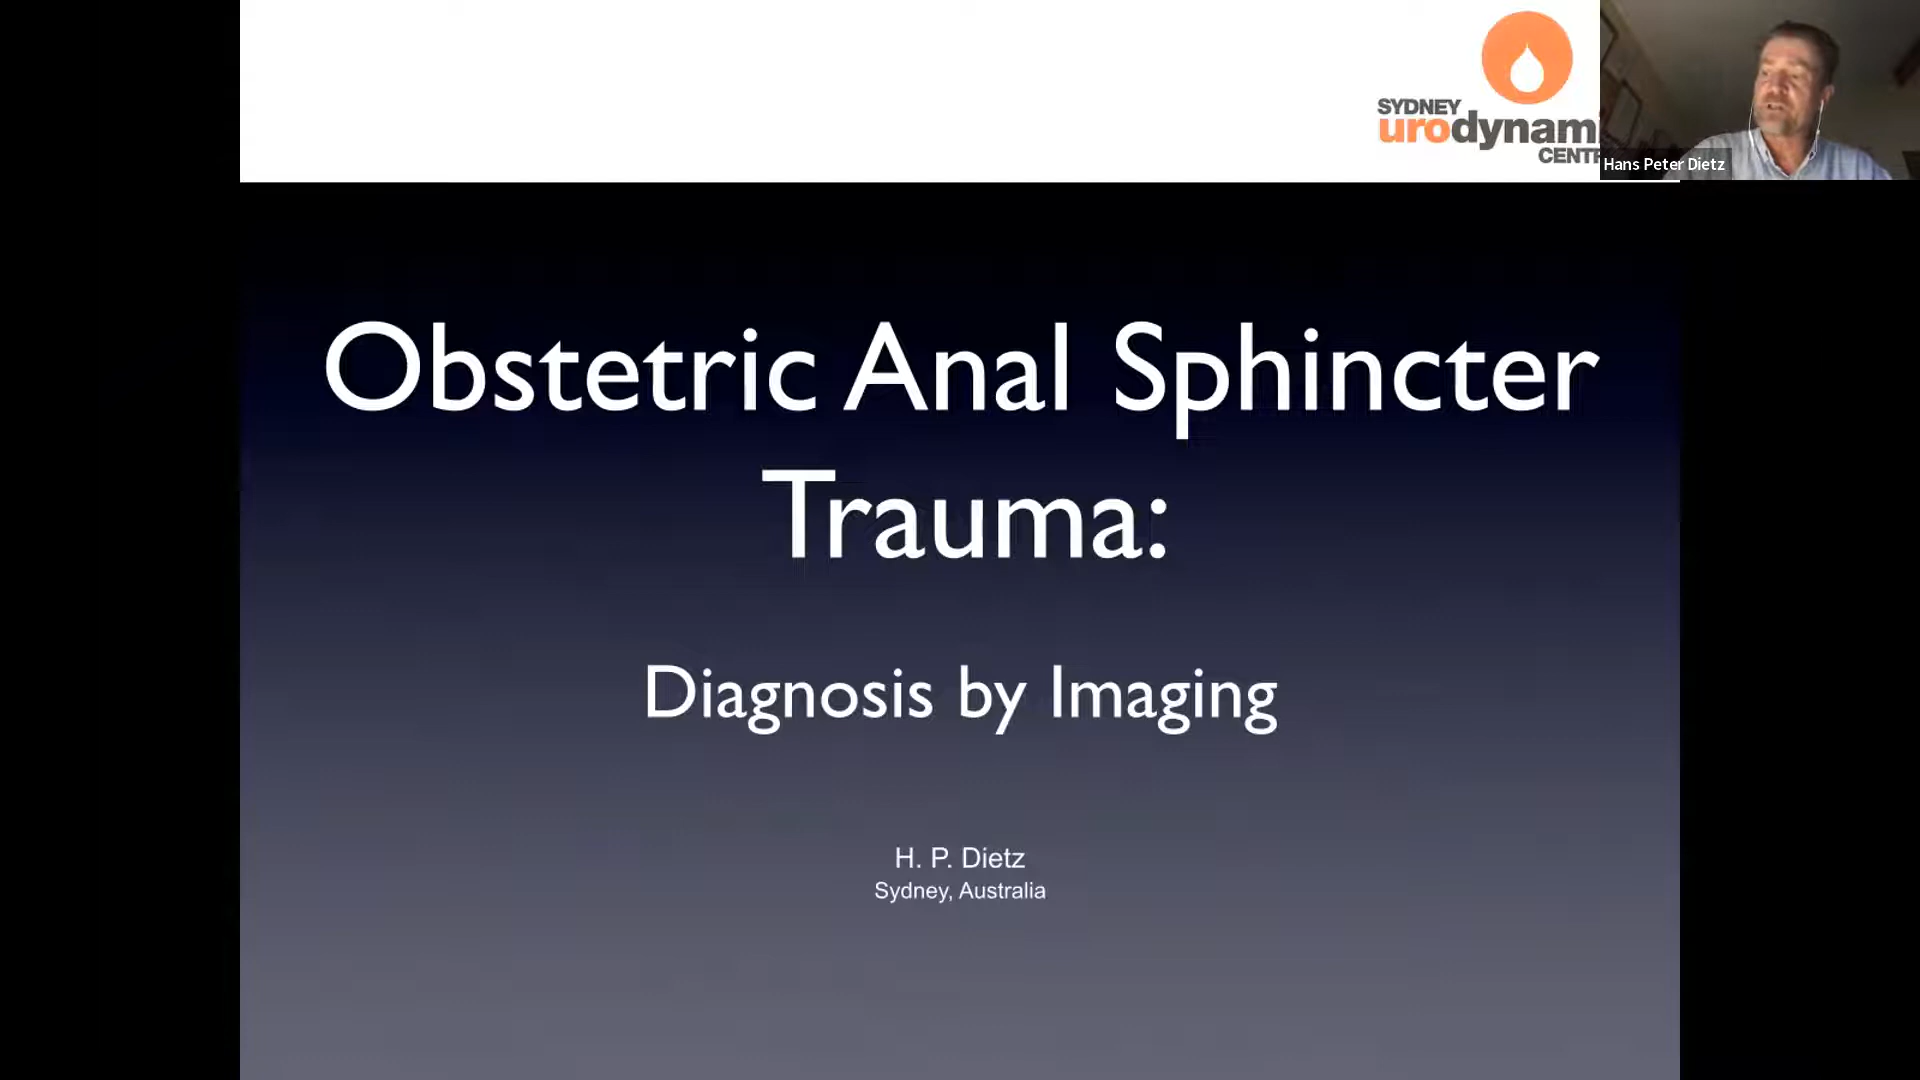 SYDNEY
urodynam
CENT
Hans Peter Dietz
Obstetric Anal Sphincter
Trauma:
Diagnosis by Imaging
H. P. Dietz
Sydney, Australia